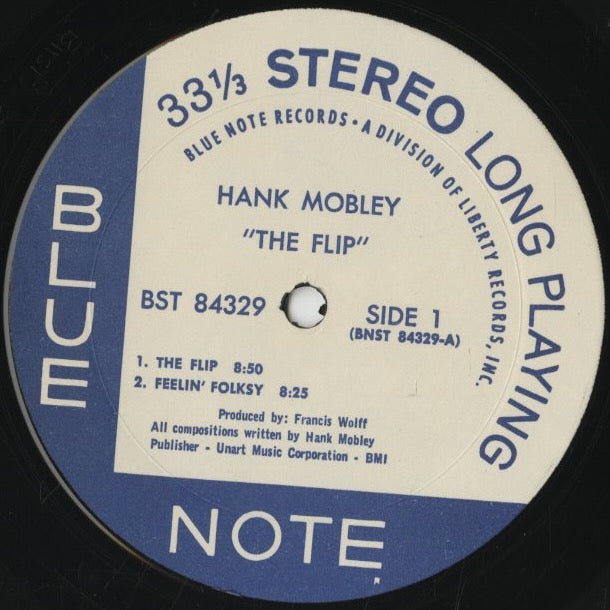 33⅓ STEREO LONG PLAYING
BLUE NOTE RECORDS • A DIVISION OF LIBERTY RECORDS, INC.
HANK MOBLEY
"THE FLIP"
BST 84329
SIDE 1
(BNST 84329-A)
1. THE FLIP 8:50
2. FEELIN' FOLKSY 8:25
Produced by: Francis Wolff
All compositions written by Hank Mobley
Publisher - Unart Music Corporation - BMI
BLUE
NOTE